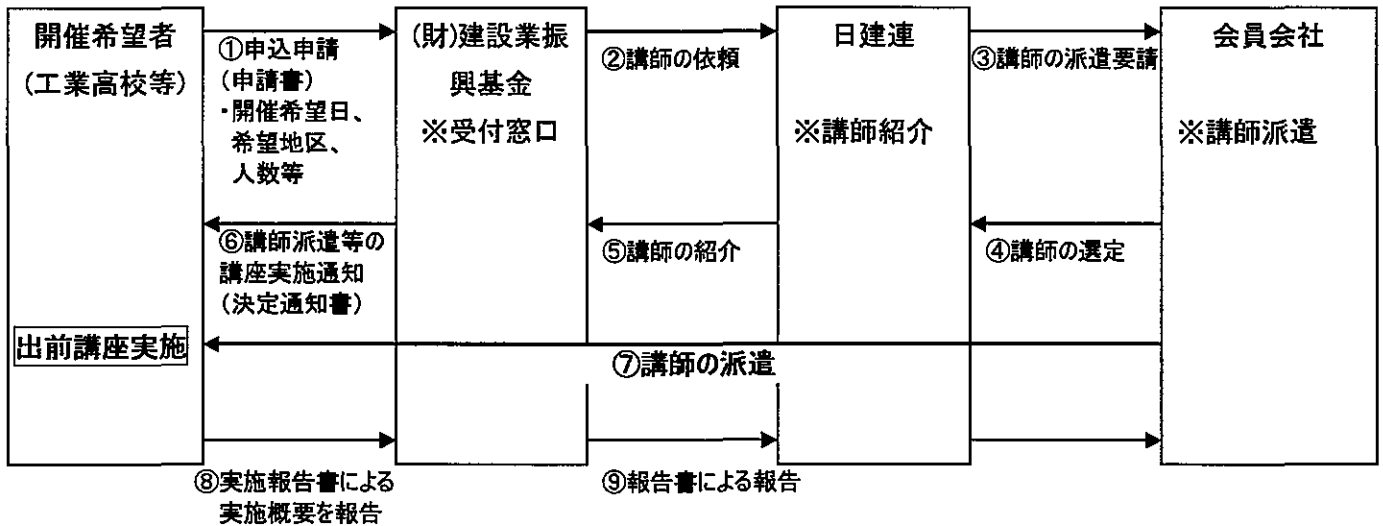 開催希望者
(工業高校等)
①申込申請
(申請書)
・開催希望日、
希望地区、
人数等
(財)建設業振
興基金
※受付窓口
②講師の依頼
日建連
※講師紹介
③講師の派遣要請
会員会社
※講師派遣
⑥講師派遣等の
講座実施通知
(決定通知書)
⑤講師の紹介
④講師の選定
出前講座実施
⑦講師の派遣
⑧実施報告書による
実施概要を報告
⑨報告書による報告